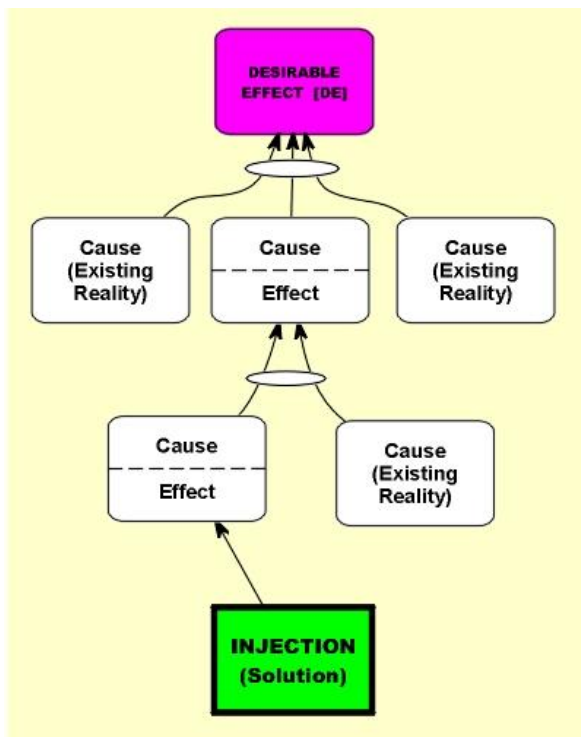 DESIRABLE
EFFECT [DE]
Cause
(Existing
Reality)
Cause
Effect
Cause
(Existing
Reality)
Cause
Effect
Cause
(Existing
Reality)
INJECTION
(Solution)